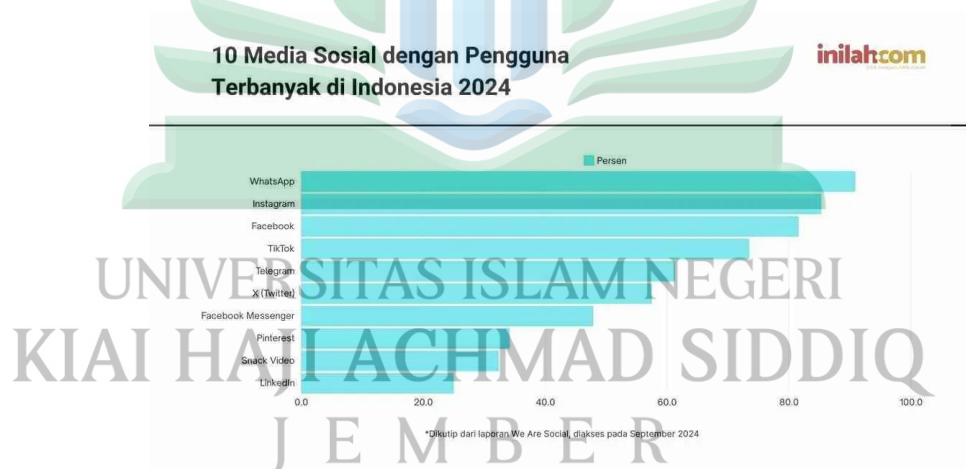 10 Media Sosial dengan Pengguna
Terbanyak di Indonesia 2024
inilah.com
Persen
WhatsApp
Instagram
Facebook
TikTok
Telegram
X (Twitter)
Facebook Messenger
Pinterest
Snack Video
LinkedIn
0.0 20.0 40.0 60.0 80.0 100.0
*Dikutip dari laporan We Are Social, diakses pada September 2024
UNIVERSITAS ISLAM NEGERI
KIAI HAJI ACHMAD SIDDIQ
JEMBER